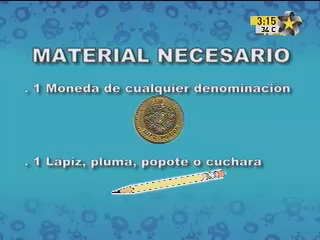 3:15
34 C
MATERIAL NECESARIO
. 1 Moneda de cualquier denominacion
. 1 Lapiz, pluma, popote o cuchara